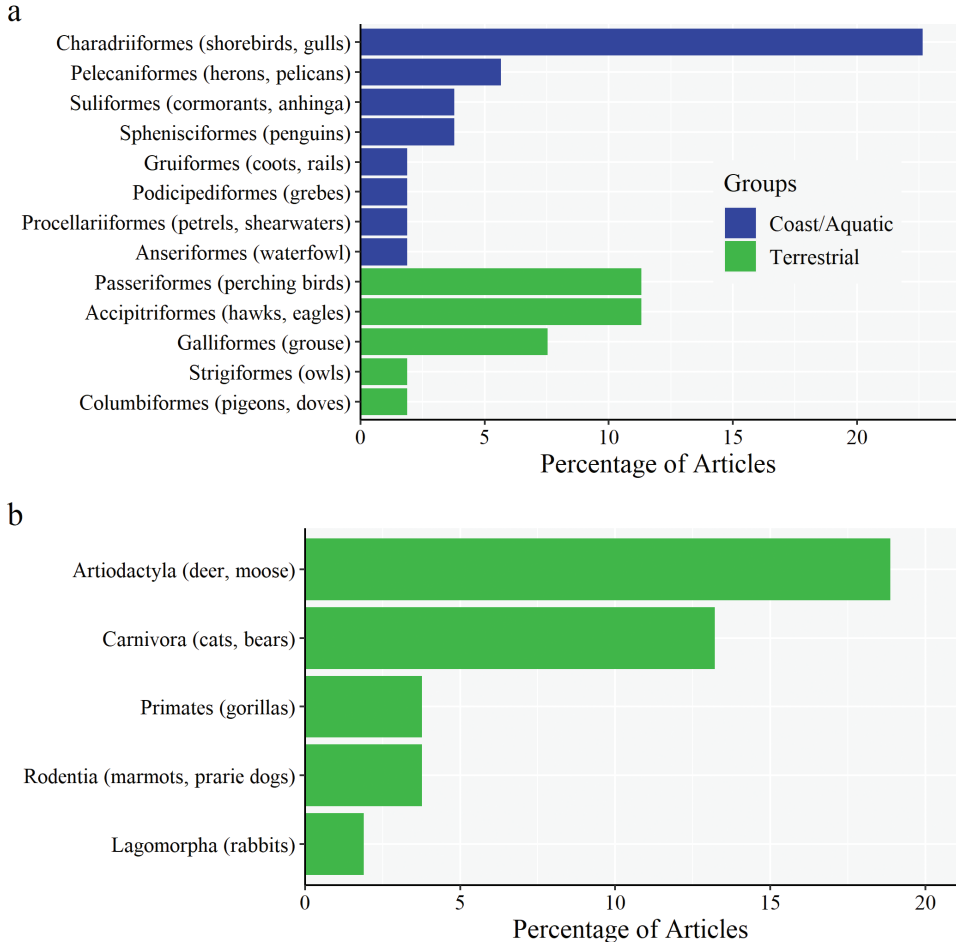 a
Charadriiformes (shorebirds, gulls)
Pelecaniformes (herons, pelicans)
Suliformes (cormorants, anhinga)
Sphenisciformes (penguins)
Gruiformes (coots, rails)
Podicipediformes (grebes)
Procellariiformes (petrels, shearwaters)
Anseriformes (waterfowl)
Passeriformes (perching birds)
Accipitriformes (hawks, eagles)
Galliformes (grouse)
Strigiformes (owls)
Columbiformes (pigeons, doves)
Groups
Coast/Aquatic
Terrestrial
0 5 10 15 20
Percentage of Articles
b
Artiodactyla (deer, moose)
Carnivora (cats, bears)
Primates (gorillas)
Rodentia (marmots, prarie dogs)
Lagomorpha (rabbits)
0 5 10 15 20
Percentage of Articles